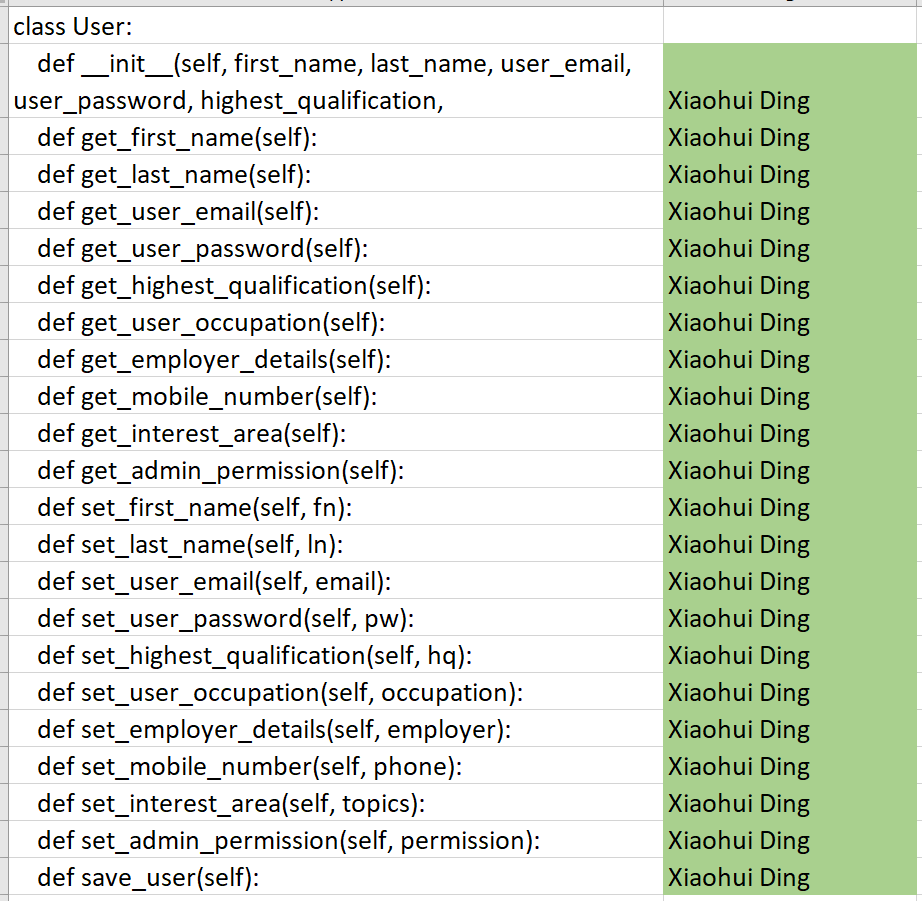 class User:
def __init__(self, first_name, last_name, user_email,
user_password, highest_qualification, Xiaohui Ding
def get_first_name(self): Xiaohui Ding
def get_last_name(self): Xiaohui Ding
def get_user_email(self): Xiaohui Ding
def get_user_password(self): Xiaohui Ding
def get_highest_qualification(self): Xiaohui Ding
def get_user_occupation(self): Xiaohui Ding
def get_employer_details(self): Xiaohui Ding
def get_mobile_number(self): Xiaohui Ding
def get_interest_area(self): Xiaohui Ding
def get_admin_permission(self): Xiaohui Ding
def set_first_name(self, fn): Xiaohui Ding
def set_last_name(self, ln): Xiaohui Ding
def set_user_email(self, email): Xiaohui Ding
def set_user_password(self, pw): Xiaohui Ding
def set_highest_qualification(self, hq): Xiaohui Ding
def set_user_occupation(self, occupation): Xiaohui Ding
def set_employer_details(self, employer): Xiaohui Ding
def set_mobile_number(self, phone): Xiaohui Ding
def set_interest_area(self, topics): Xiaohui Ding
def set_admin_permission(self, permission): Xiaohui Ding
def save_user(self): Xiaohui Ding